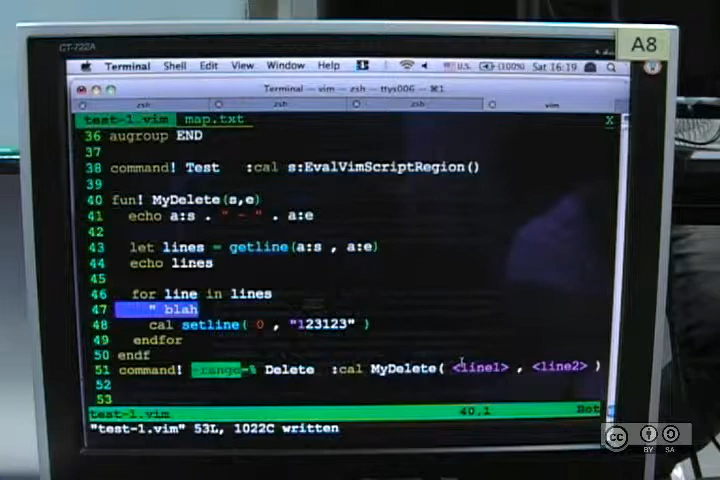 CT-722A
A8
Terminal Shell Edit View Window Help U.S. (100%) Sat 16:19
Terminal — vim — zsh — ttys006 — ⌘1
zsh zsh zsh vim
test-1.vim map.txt X
36 augroup END
37
38 command! Test :cal s:EvalVimScriptRegion()
39
40 fun! MyDelete(s,e)
41 echo a:s . " - " . a:e
42
43 let lines = getline(a:s , a:e)
44 echo lines
45
46 for line in lines
47 " blah
48 cal setline( 0 , "123123" )
49 endfor
50 endf
51 command! -range=% Delete :cal MyDelete( <line1> , <line2> )
52
53
test-1.vim 40,1 Bot
"test-1.vim" 53L, 1022C written
cc BY SA